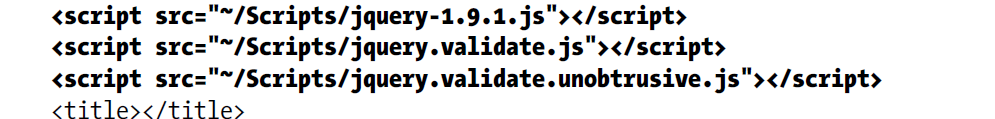 <script src="~/Scripts/jquery-1.9.1.js"></script>
<script src="~/Scripts/jquery.validate.js"></script>
<script src="~/Scripts/jquery.validate.unobtrusive.js"></script>
<title></title>